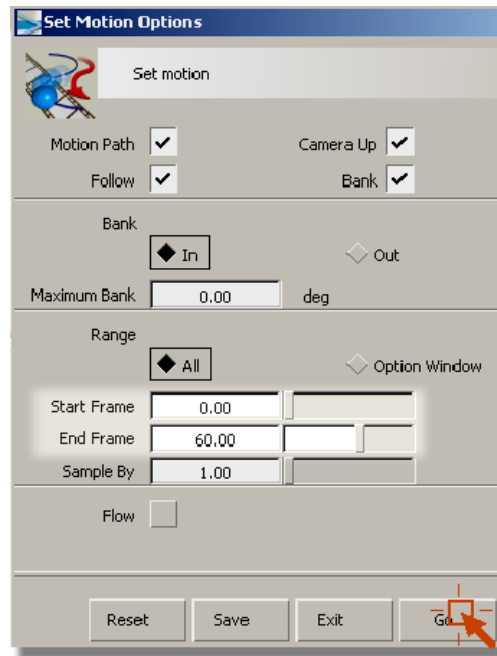 Set Motion Options
Set motion
Motion Path Camera Up
Follow Bank
Bank
In Out
Maximum Bank 0.00 deg
Range
All Option Window
Start Frame 0.00
End Frame 60.00
Sample By 1.00
Flow
Reset Save Exit Go